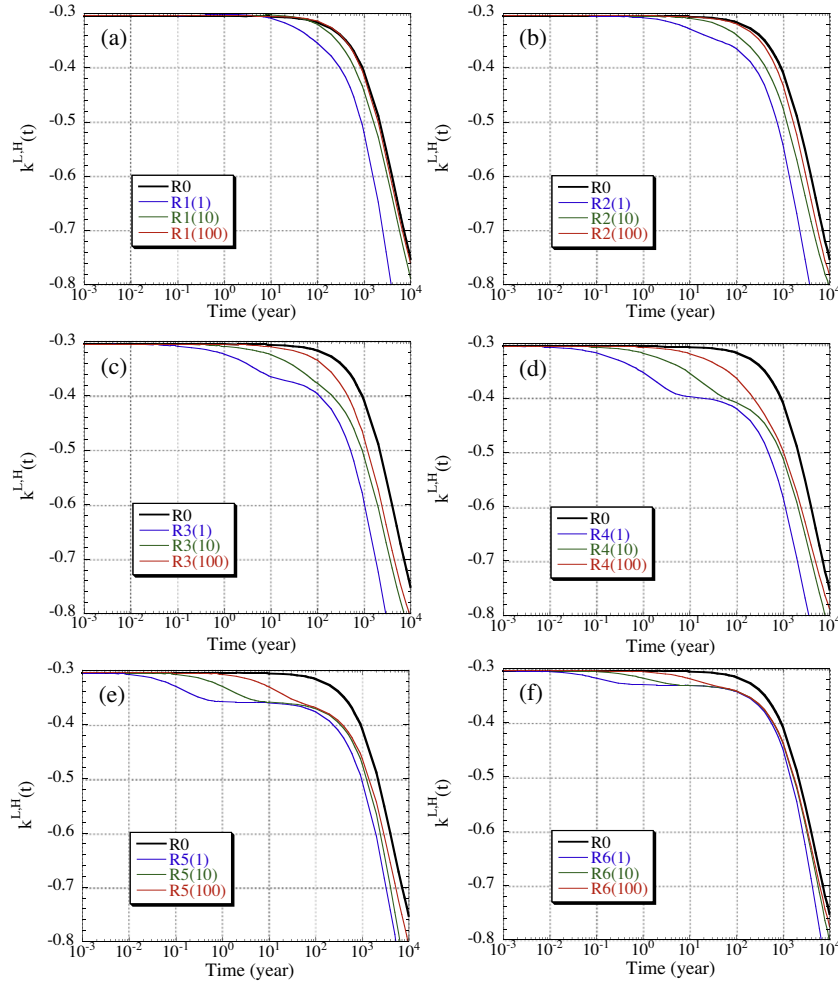 (a)
k^{L,H}(t)
-0.3
-0.4
-0.5
-0.6
-0.7
-0.8
R0
R1(1)
R1(10)
R1(100)
10^{-3} 10^{-2} 10^{-1} 10^0 10^1 10^2 10^3 10^4
Time (year)
(b)
k^{L,H}(t)
-0.3
-0.4
-0.5
-0.6
-0.7
-0.8
R0
R2(1)
R2(10)
R2(100)
10^{-3} 10^{-2} 10^{-1} 10^0 10^1 10^2 10^3 10^4
Time (year)
(c)
k^{L,H}(t)
-0.3
-0.4
-0.5
-0.6
-0.7
-0.8
R0
R3(1)
R3(10)
R3(100)
10^{-3} 10^{-2} 10^{-1} 10^0 10^1 10^2 10^3 10^4
Time (year)
(d)
k^{L,H}(t)
-0.3
-0.4
-0.5
-0.6
-0.7
-0.8
R0
R4(1)
R4(10)
R4(100)
10^{-3} 10^{-2} 10^{-1} 10^0 10^1 10^2 10^3 10^4
Time (year)
(e)
k^{L,H}(t)
-0.3
-0.4
-0.5
-0.6
-0.7
-0.8
R0
R5(1)
R5(10)
R5(100)
10^{-3} 10^{-2} 10^{-1} 10^0 10^1 10^2 10^3 10^4
Time (year)
(f)
k^{L,H}(t)
-0.3
-0.4
-0.5
-0.6
-0.7
-0.8
R0
R6(1)
R6(10)
R6(100)
10^{-3} 10^{-2} 10^{-1} 10^0 10^1 10^2 10^3 10^4
Time (year)